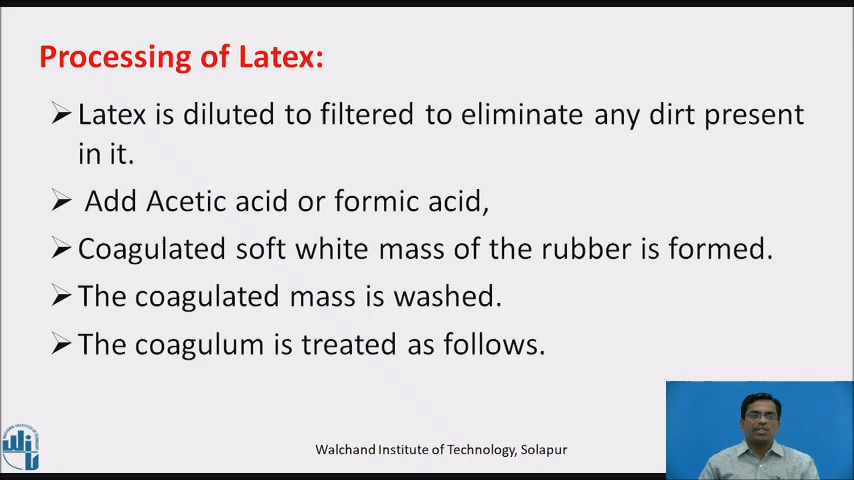 Processing of Latex:
Latex is diluted to filtered to eliminate any dirt present
in it.
Add Acetic acid or formic acid,
Coagulated soft white mass of the rubber is formed.
The coagulated mass is washed.
The coagulum is treated as follows.
Walchand Institute of Technology, Solapur